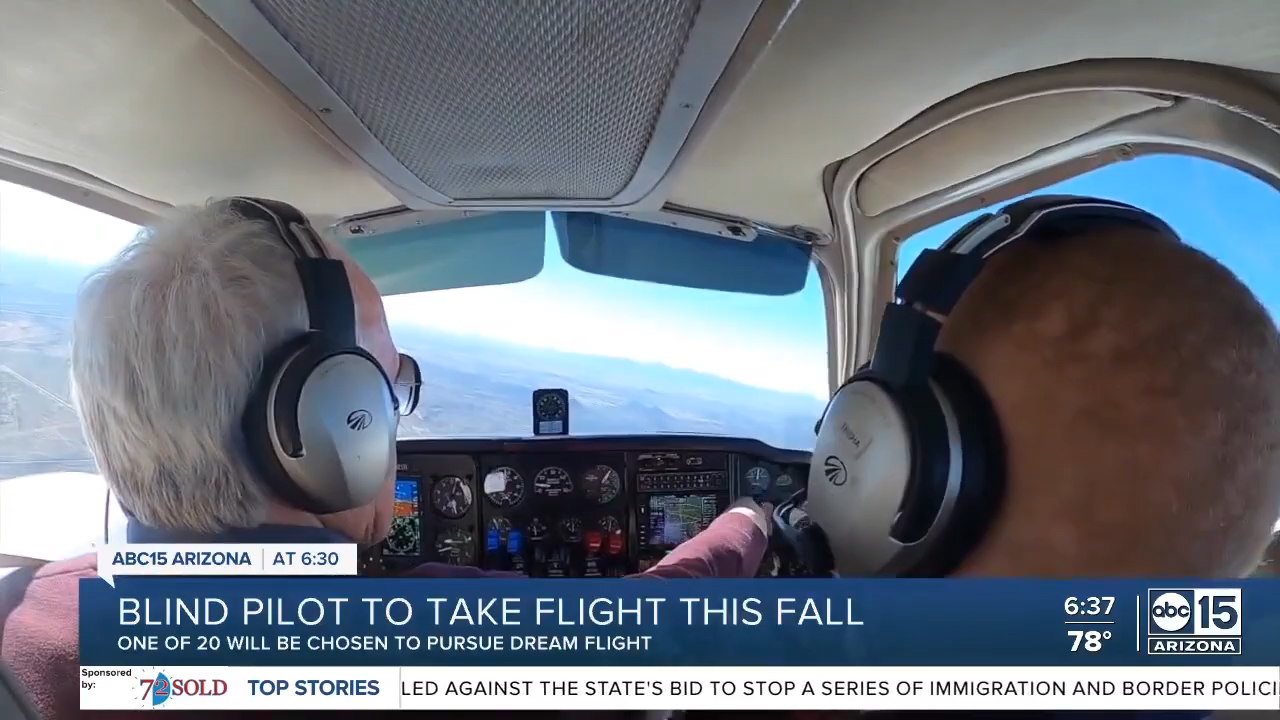 ABC15 ARIZONA | AT 6:30
BLIND PILOT TO TAKE FLIGHT THIS FALL
ONE OF 20 WILL BE CHOSEN TO PURSUE DREAM FLIGHT
6:37
78°
abc 15
ARIZONA
Sponsored by:
72SOLD
TOP STORIES
LED AGAINST THE STATE'S BID TO STOP A SERIES OF IMMIGRATION AND BORDER POLICI